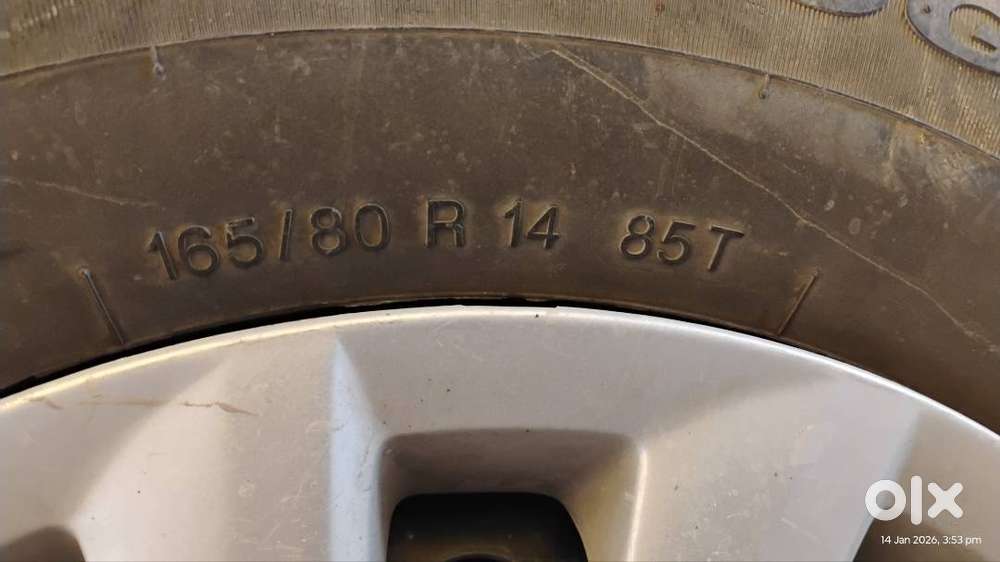 165/80 R 14 85T
olx
14 Jan 2026, 3:53 pm